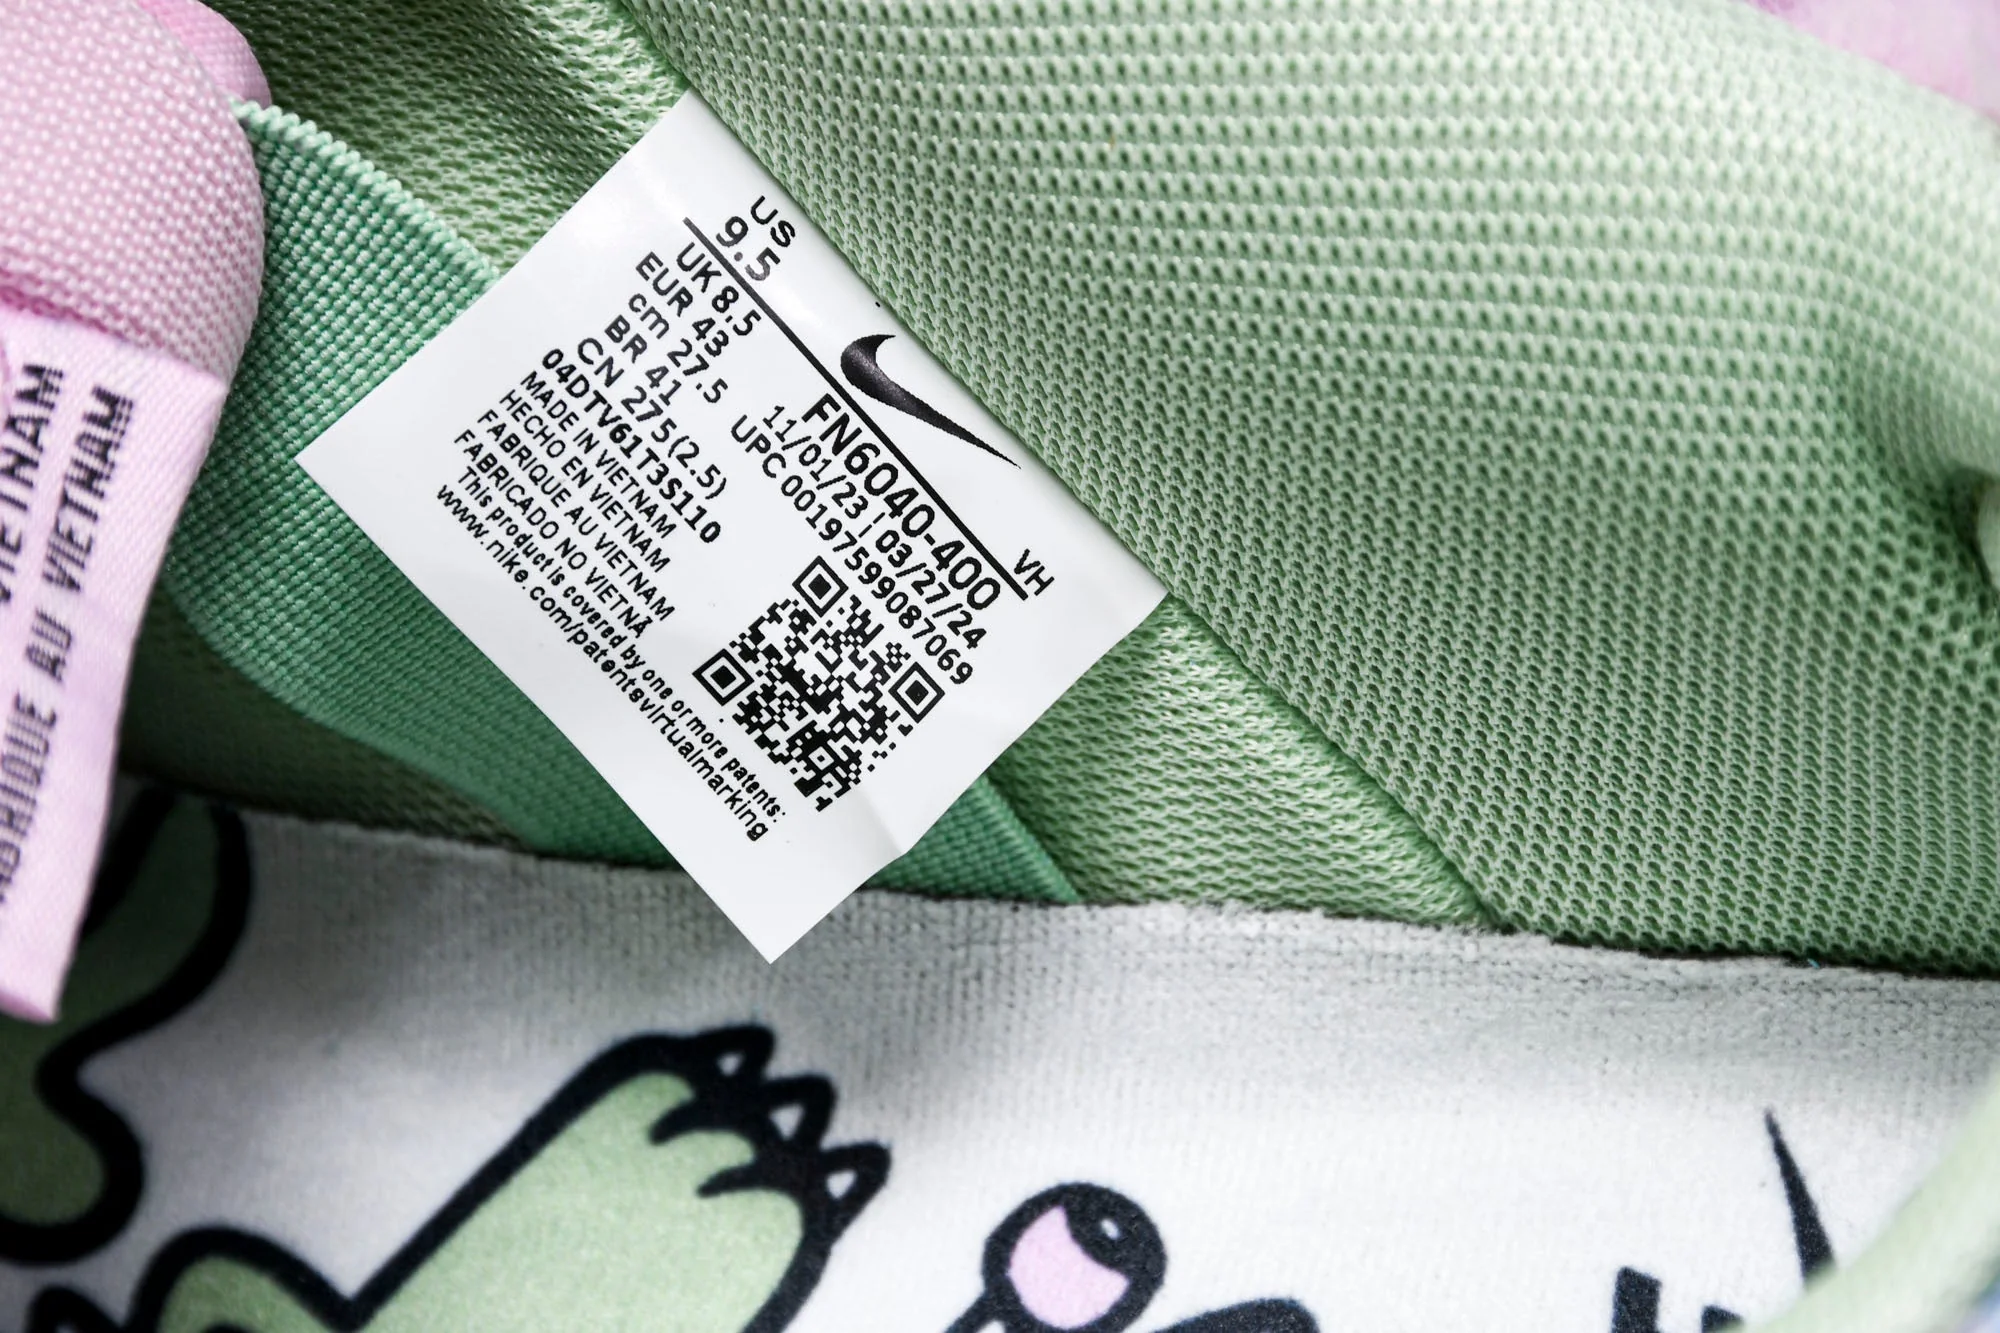 US
9.5
UK 8.5
EUR 43
cm 27.5
BR 41
CN 275(2.5)
04DTV61T3S110
MADE IN VIETNAM
HECHO EN VIETNAM
FABRIQUE AU VIETNAM
FABRICADO NO VIETNÃ
This product is covered by one or more patents:
www.nike.com/patentsvirtualmarking
VH
FN6040-400
11/01/23 | 03/27/24
UPC 00197599087069
VIETNAM
AU VIETNAM